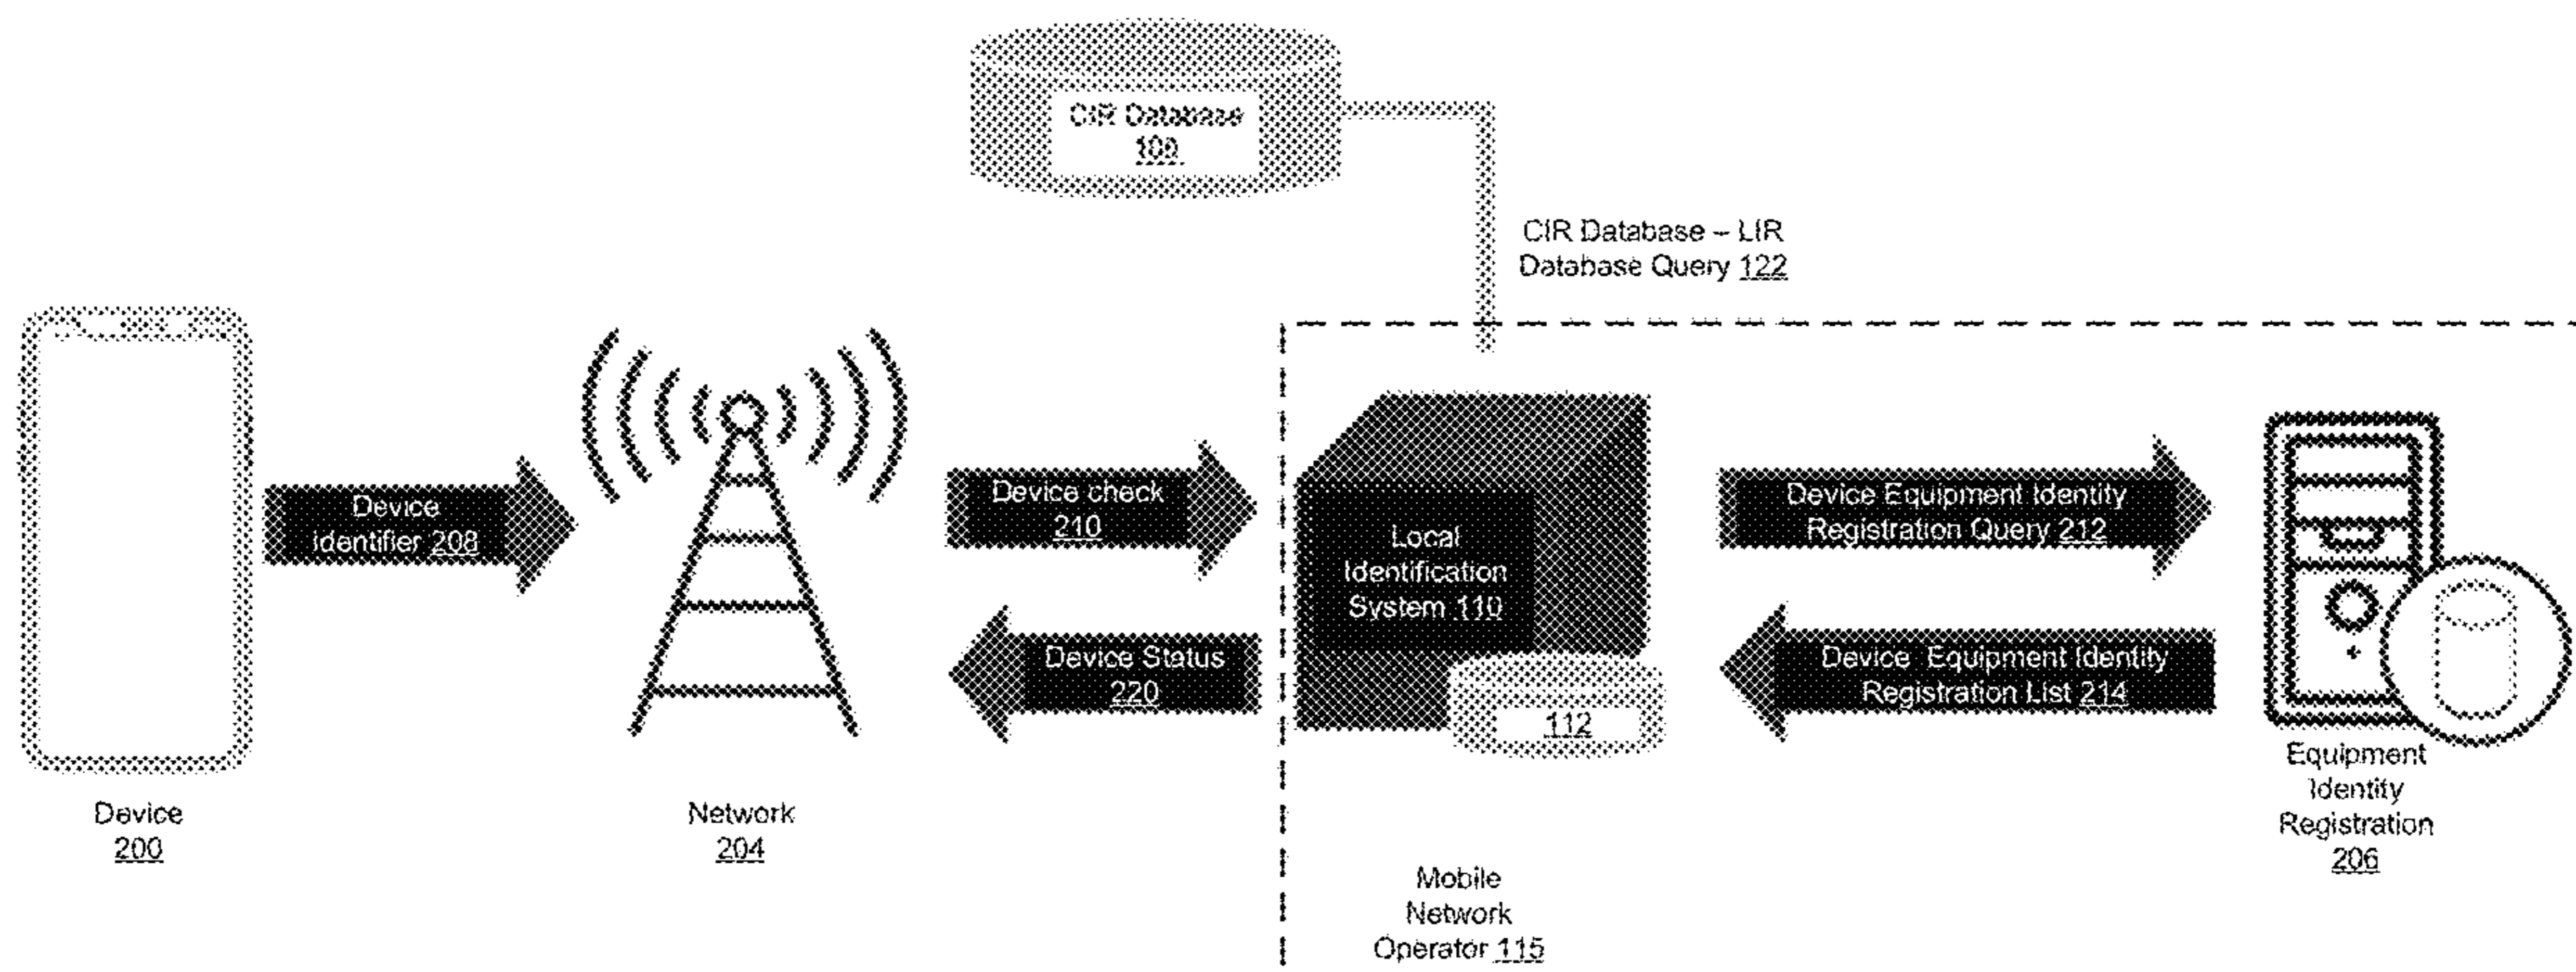 CIR Database
100
CIR Database – LIR
Database Query 122
Device
Identifier 208
Device check
210
Local
Identification
System 110
Device Equipment Identity
Registration Query 212
Device Status
220
112
Device Equipment Identity
Registration List 214
Device
200
Network
204
Equipment
Identity
Registration
206
Mobile
Network
Operator 115